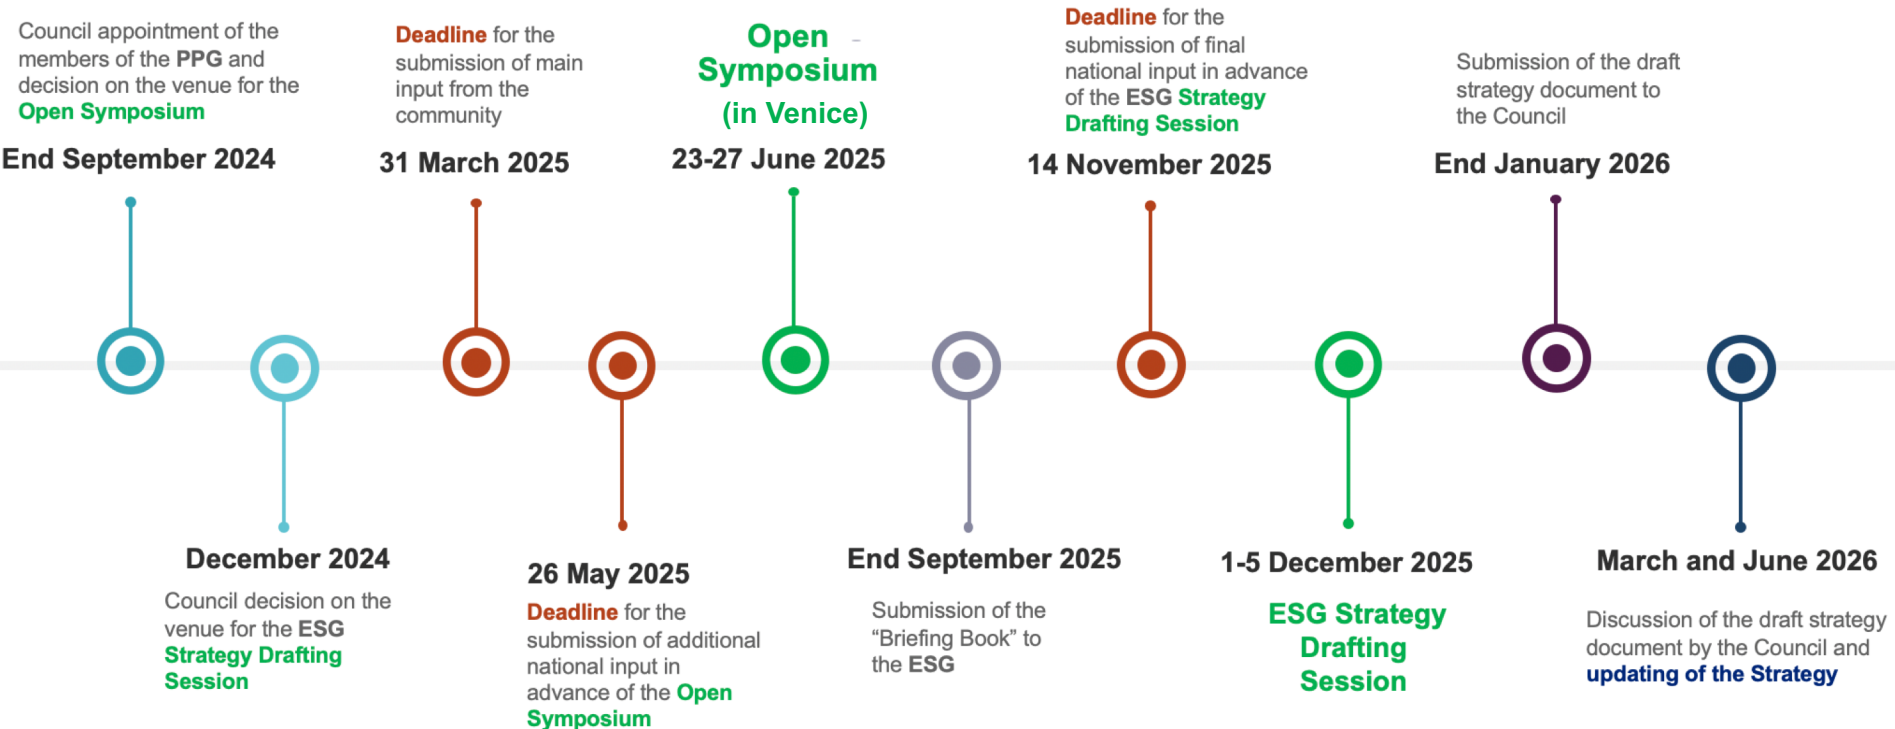 Council appointment of the
members of the PPG and
decision on the venue for the
Open Symposium
End September 2024
Deadline for the
submission of main
input from the
community
31 March 2025
Open
Symposium
(in Venice)
23-27 June 2025
Deadline for the
submission of final
national input in advance
of the ESG Strategy
Drafting Session
14 November 2025
Submission of the draft
strategy document to
the Council
End January 2026
December 2024
Council decision on the
venue for the ESG
Strategy Drafting
Session
26 May 2025
Deadline for the
submission of additional
national input in
advance of the Open
Symposium
End September 2025
Submission of the
“Briefing Book” to
the ESG
1-5 December 2025
ESG Strategy
Drafting
Session
March and June 2026
Discussion of the draft strategy
document by the Council and
updating of the Strategy